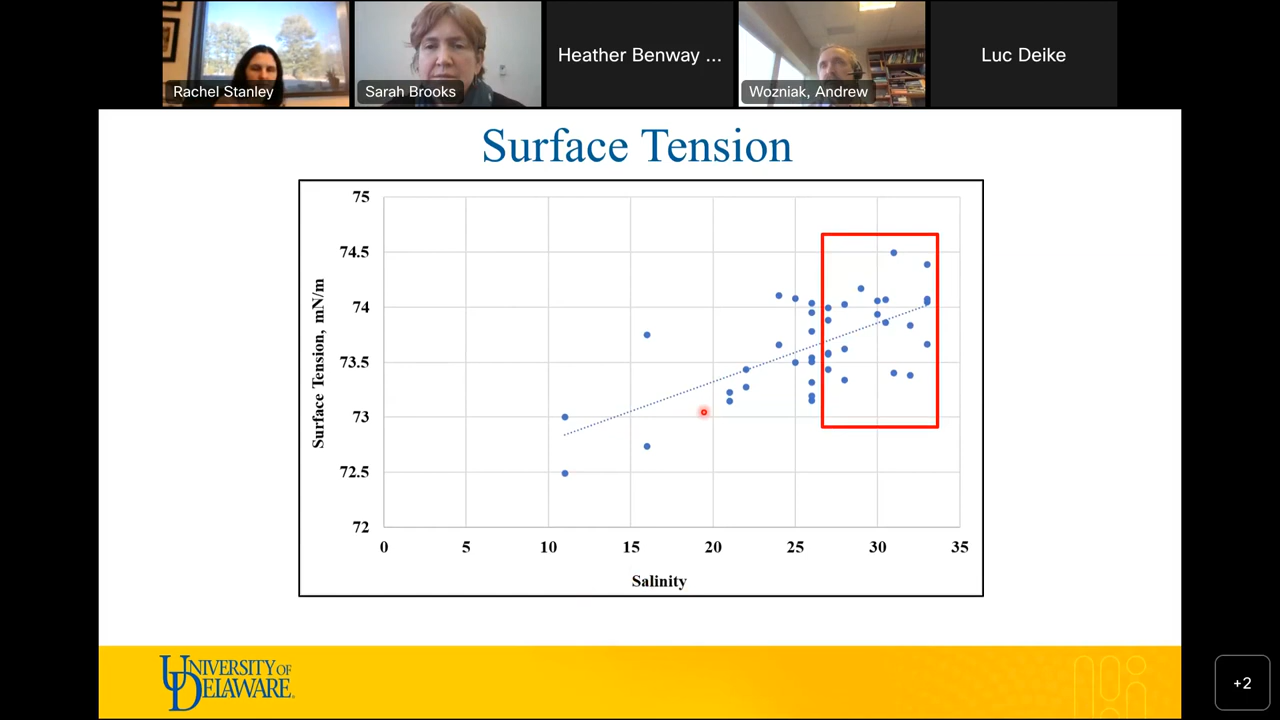 Rachel Stanley
Sarah Brooks
Heather Benway ...
Wozniak, Andrew
Luc Deike
Surface Tension
75
74.5
74
73.5
73
72.5
72
Surface Tension, mN/m
0 5 10 15 20 25 30 35
Salinity
UNIVERSITY OF
DELAWARE
+2